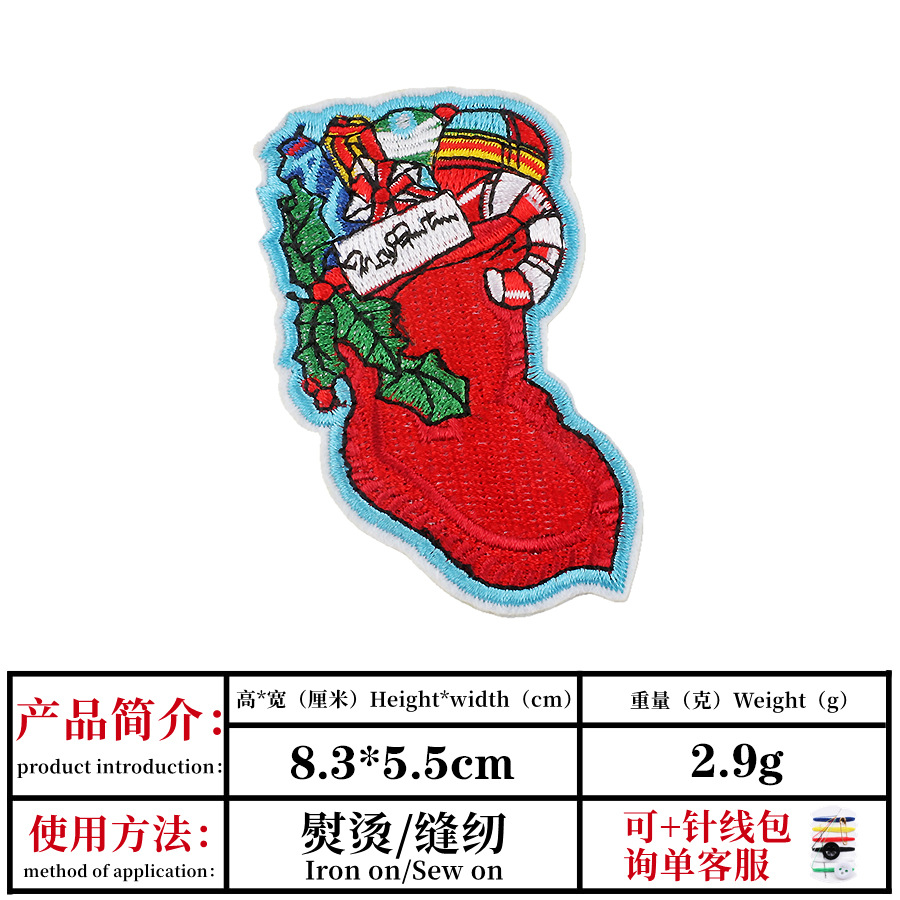 产品简介：
product introduction：
高*宽（厘米）Height*width（cm）
重量（克）Weight（g）
8.3*5.5cm
2.9g
使用方法：
method of application：
熨烫/缝纫
Iron on/Sew on
可+针线包
询单客服